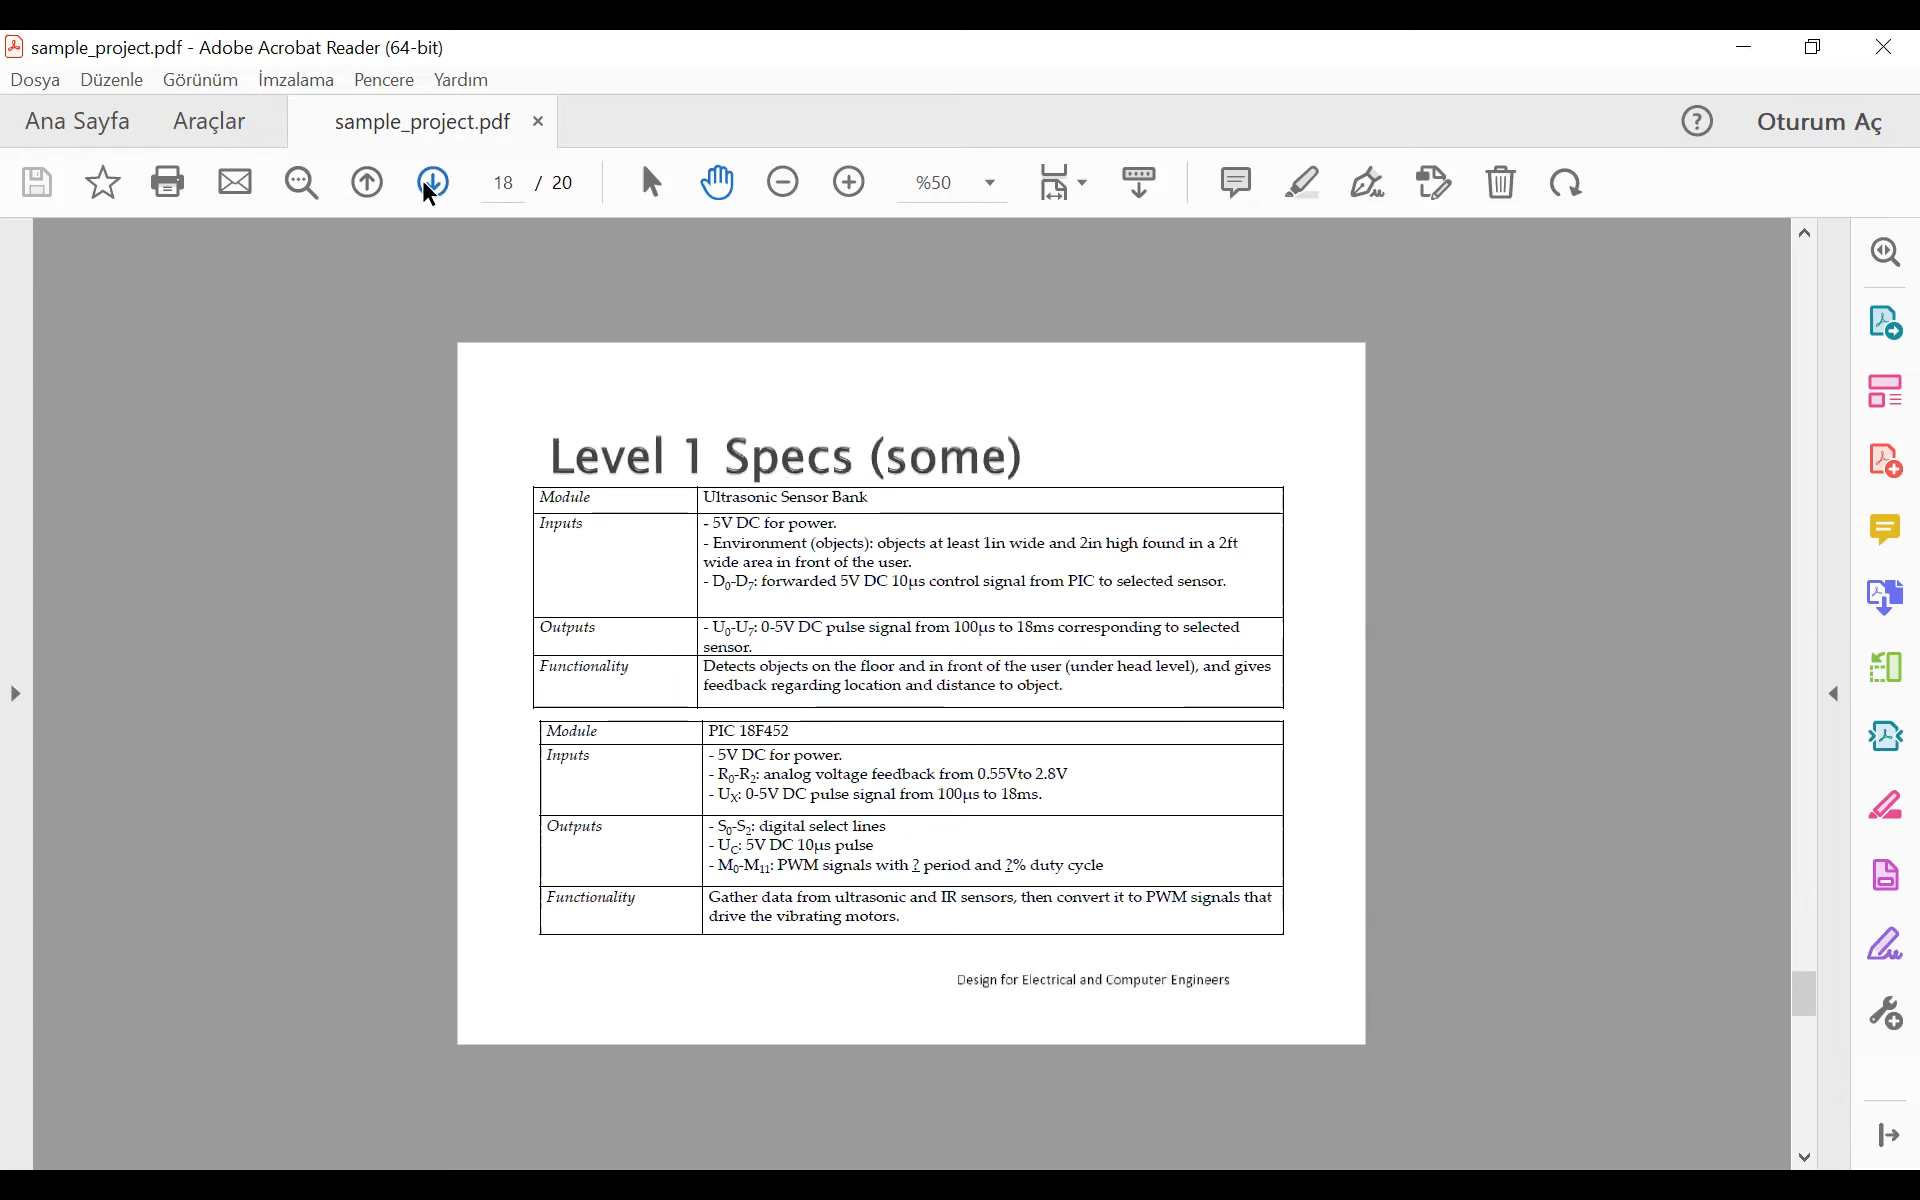 sample_project.pdf - Adobe Acrobat Reader (64-bit)
Dosya Düzenle Görünüm İmzalama Pencere Yardım
Ana Sayfa Araçlar sample_project.pdf × Oturum Aç
18 / 20 %50
Level 1 Specs (some)
Module Ultrasonic Sensor Bank
Inputs - 5V DC for power.
- Environment (objects): objects at least 1in wide and 2in high found in a 2ft
wide area in front of the user.
- D₀-D₇: forwarded 5V DC 10µs control signal from PIC to selected sensor.
Outputs - U₀-U₇: 0-5V DC pulse signal from 100µs to 18ms corresponding to selected
sensor.
Functionality Detects objects on the floor and in front of the user (under head level), and gives
feedback regarding location and distance to object.
Module PIC 18F452
Inputs - 5V DC for power.
- R₀-R₂: analog voltage feedback from 0.55Vto 2.8V
- Uₓ: 0-5V DC pulse signal from 100µs to 18ms.
Outputs - S₀-S₂: digital select lines
- U_C: 5V DC 10µs pulse
- M₀-M₁₁: PWM signals with ? period and ?% duty cycle
Functionality Gather data from ultrasonic and IR sensors, then convert it to PWM signals that
drive the vibrating motors.
Design for Electrical and Computer Engineers